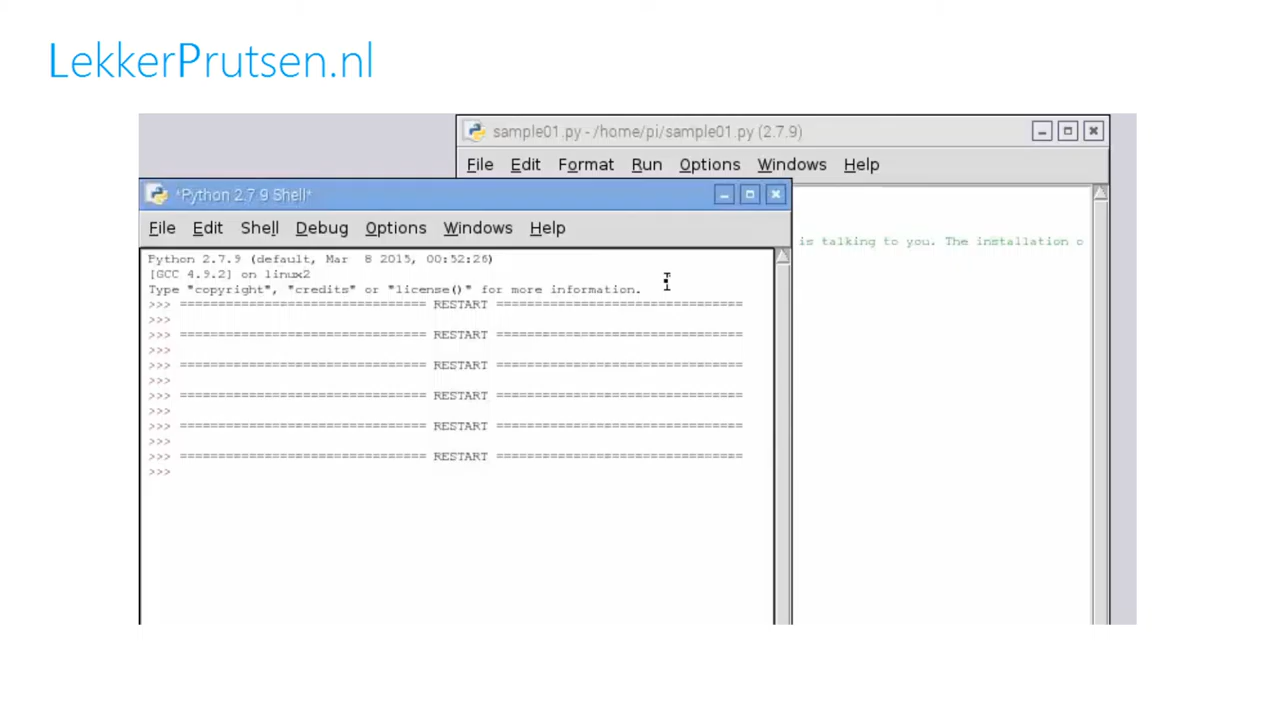 LekkerPrutsen.nl
sample01.py - /home/pi/sample01.py (2.7.9)
File Edit Format Run Options Windows Help
is talking to you. The installation o
*Python 2.7.9 Shell*
File Edit Shell Debug Options Windows Help
Python 2.7.9 (default, Mar  8 2015, 00:52:26)
[GCC 4.9.2] on linux2
Type "copyright", "credits" or "license()" for more information.
>>> ================================ RESTART ================================
>>>
>>> ================================ RESTART ================================
>>>
>>> ================================ RESTART ================================
>>>
>>> ================================ RESTART ================================
>>>
>>> ================================ RESTART ================================
>>>
>>> ================================ RESTART ================================
>>>